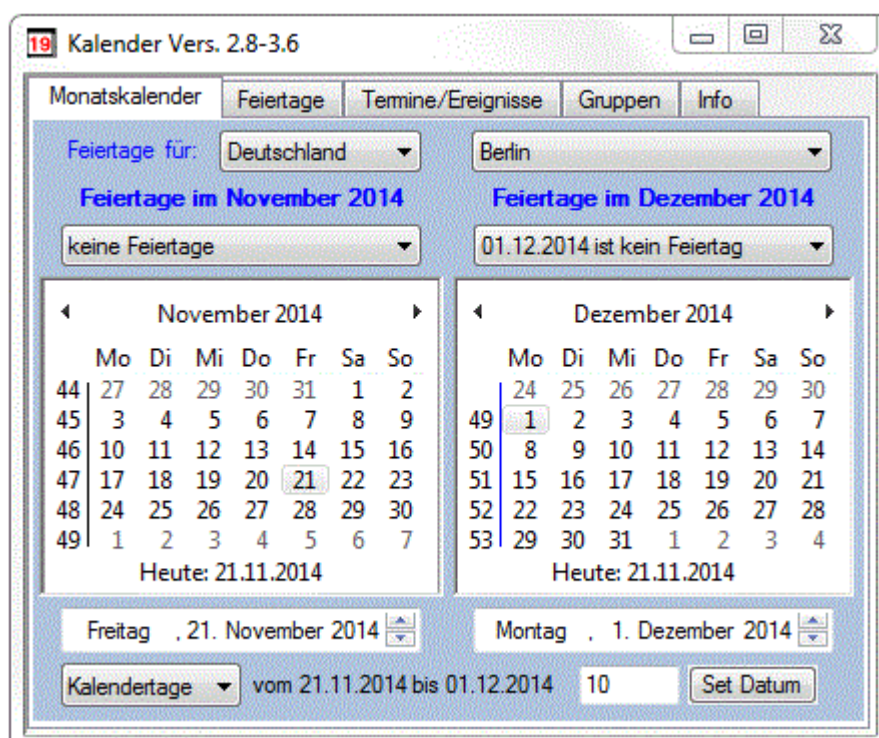 19 Kalender Vers. 2.8-3.6
Monatskalender Feiertage Termine/Ereignisse Gruppen Info
Feiertage für: Deutschland Berlin
Feiertage im November 2014 Feiertage im Dezember 2014
keine Feiertage 01.12.2014 ist kein Feiertag
November 2014
Mo Di Mi Do Fr Sa So
44 27 28 29 30 31 1 2
45 3 4 5 6 7 8 9
46 10 11 12 13 14 15 16
47 17 18 19 20 21 22 23
48 24 25 26 27 28 29 30
49 1 2 3 4 5 6 7
Heute: 21.11.2014
Dezember 2014
Mo Di Mi Do Fr Sa So
24 25 26 27 28 29 30
49 1 2 3 4 5 6 7
50 8 9 10 11 12 13 14
51 15 16 17 18 19 20 21
52 22 23 24 25 26 27 28
53 29 30 31 1 2 3 4
Heute: 21.11.2014
Freitag , 21. November 2014 Montag , 1. Dezember 2014
Kalendertage vom 21.11.2014 bis 01.12.2014 10 Set Datum